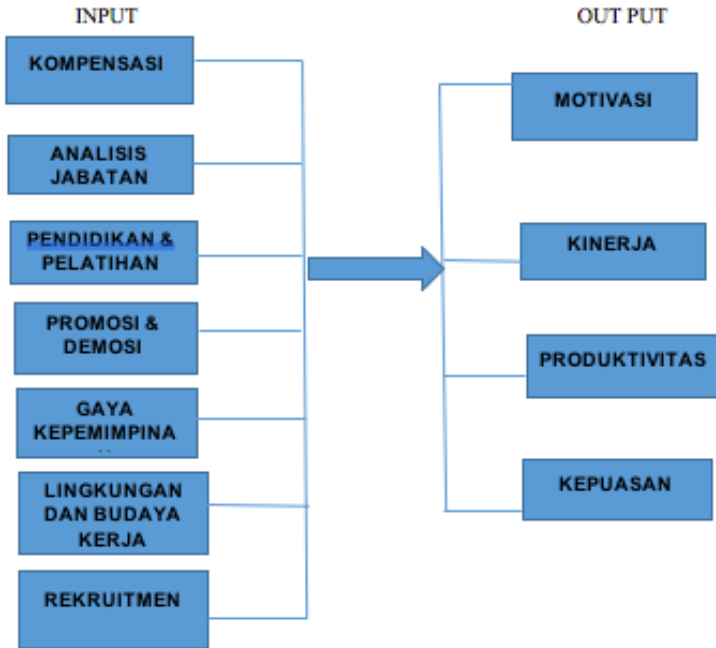 INPUT
KOMPENSASI
ANALISIS
JABATAN
PENDIDIKAN &
PELATIHAN
PROMOSI &
DEMOSI
GAYA
KEPEMIMPINA
LINGKUNGAN
DAN BUDAYA
KERJA
REKRUITMEN
OUT PUT
MOTIVASI
KINERJA
PRODUKTIVITAS
KEPUASAN